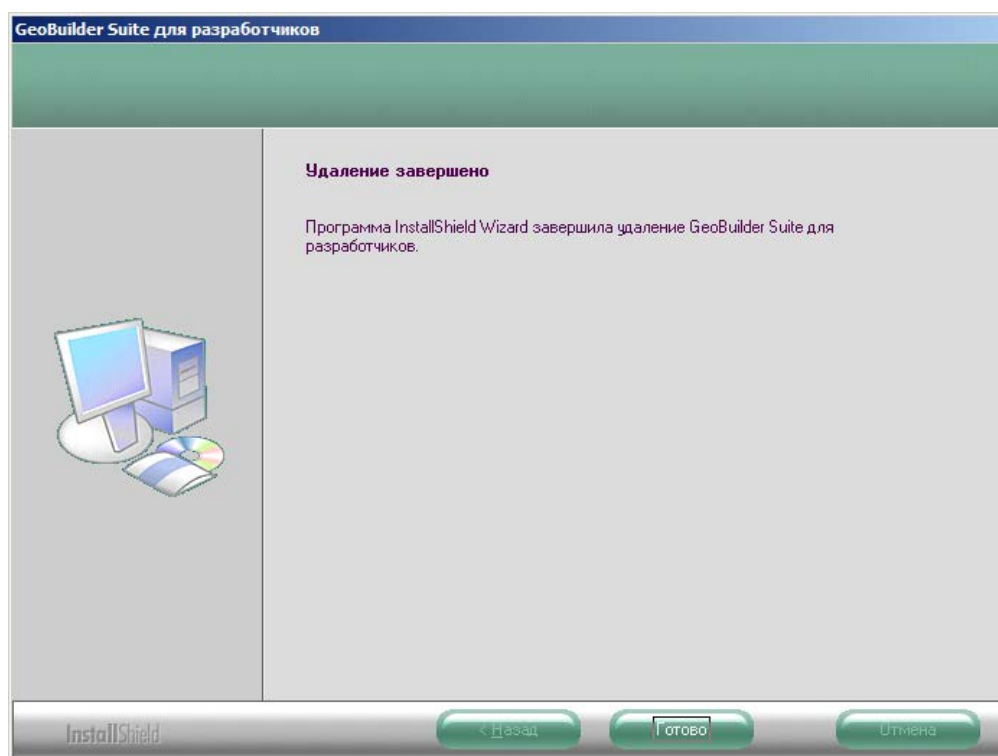 GeoBuilder Suite для разработчиков
Удаление завершено
Программа InstallShield Wizard завершила удаление GeoBuilder Suite для
разработчиков.
InstallShield
< Назад
Готово
Отмена